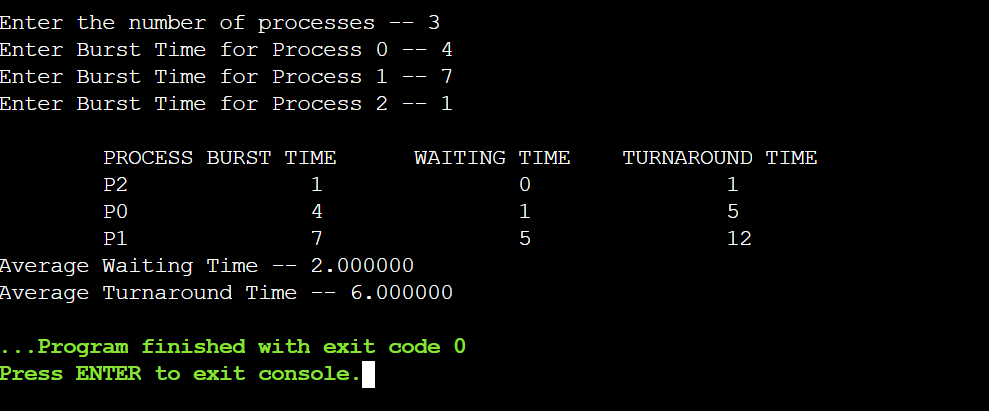 Enter the number of processes -- 3
Enter Burst Time for Process 0 -- 4
Enter Burst Time for Process 1 -- 7
Enter Burst Time for Process 2 -- 1
PROCESS BURST TIME WAITING TIME TURNAROUND TIME
P2 1 0 1
P0 4 1 5
P1 7 5 12
Average Waiting Time -- 2.000000
Average Turnaround Time -- 6.000000
...Program finished with exit code 0
Press ENTER to exit console.